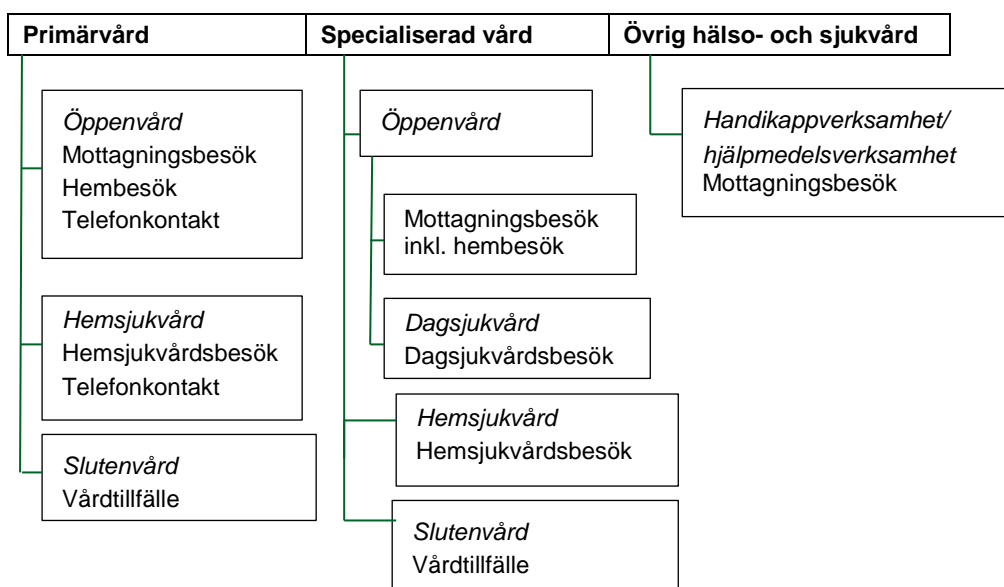 Primärvård
Specialiserad vård
Övrig hälso- och sjukvård
Öppenvård
Mottagningsbesök
Hembesök
Telefonkontakt
Hemsjukvård
Hemsjukvårdsbesök
Telefonkontakt
Slutenvård
Vårdtillfälle
Öppenvård
Mottagningsbesök
inkl. hembesök
Dagsjukvård
Dagsjukvårdsbesök
Hemsjukvård
Hemsjukvårdsbesök
Slutenvård
Vårdtillfälle
Handikappverksamhet/
hjälpmedelsverksamhet
Mottagningsbesök